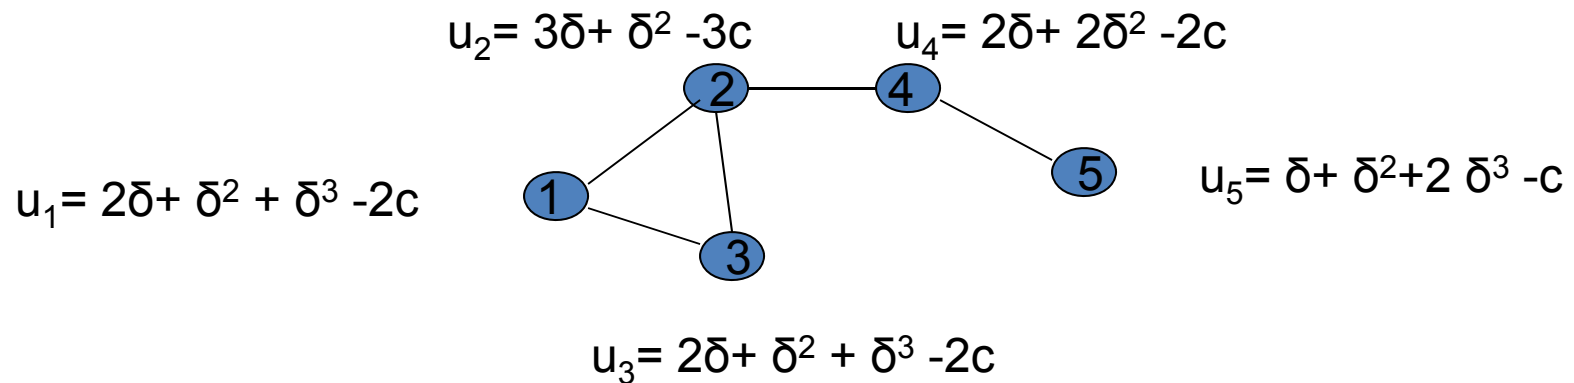 u₂= 3δ+ δ² -3c
u₄= 2δ+ 2δ² -2c
2
4
5
u₅= δ+ δ²+2 δ³ -c
u₁= 2δ+ δ² + δ³ -2c
1
3
u₃= 2δ+ δ² + δ³ -2c